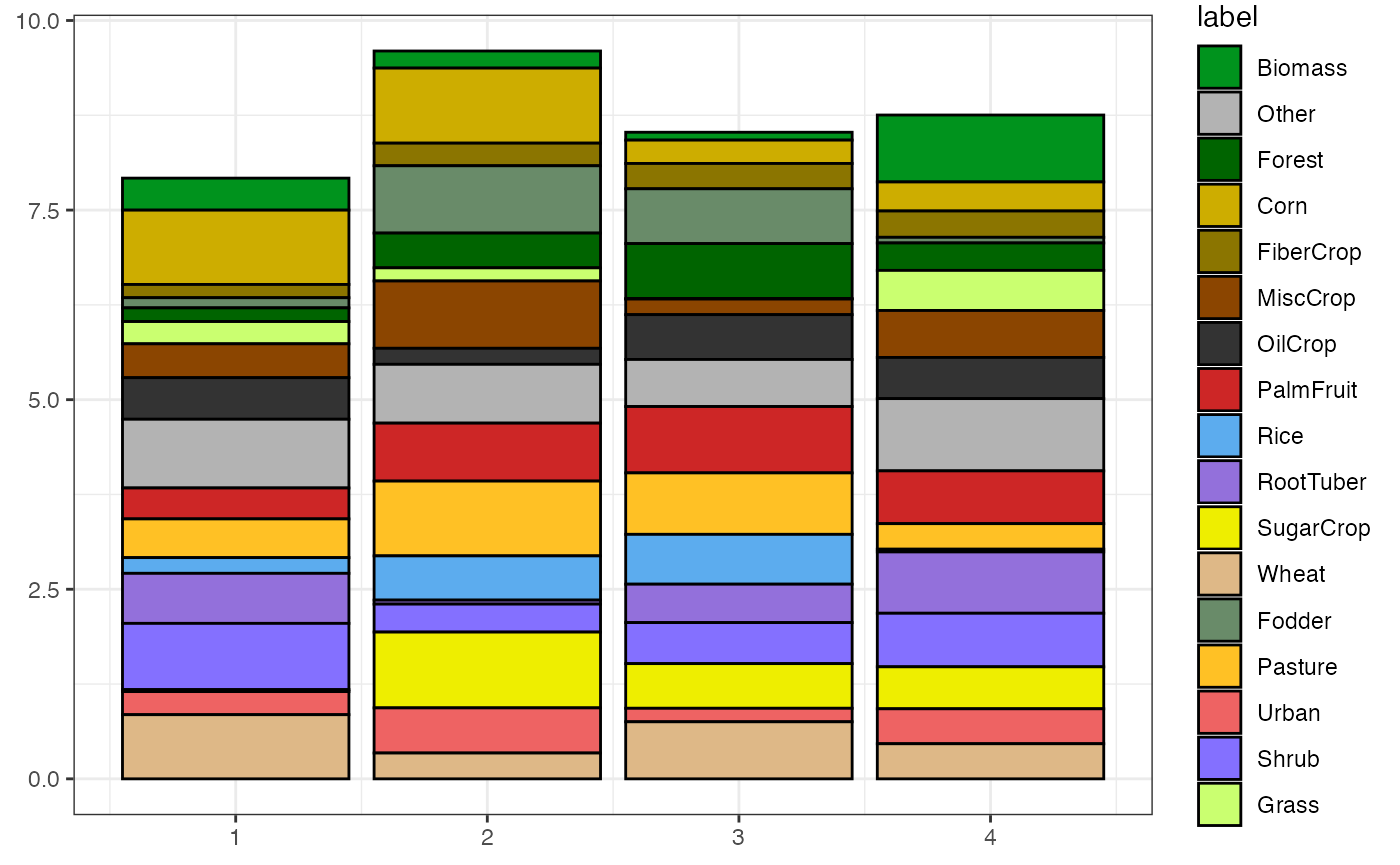 10.0
7.5
5.0
2.5
0.0
1 2 3 4
label
Biomass
Other
Forest
Corn
FiberCrop
MiscCrop
OilCrop
PalmFruit
Rice
RootTuber
SugarCrop
Wheat
Fodder
Pasture
Urban
Shrub
Grass